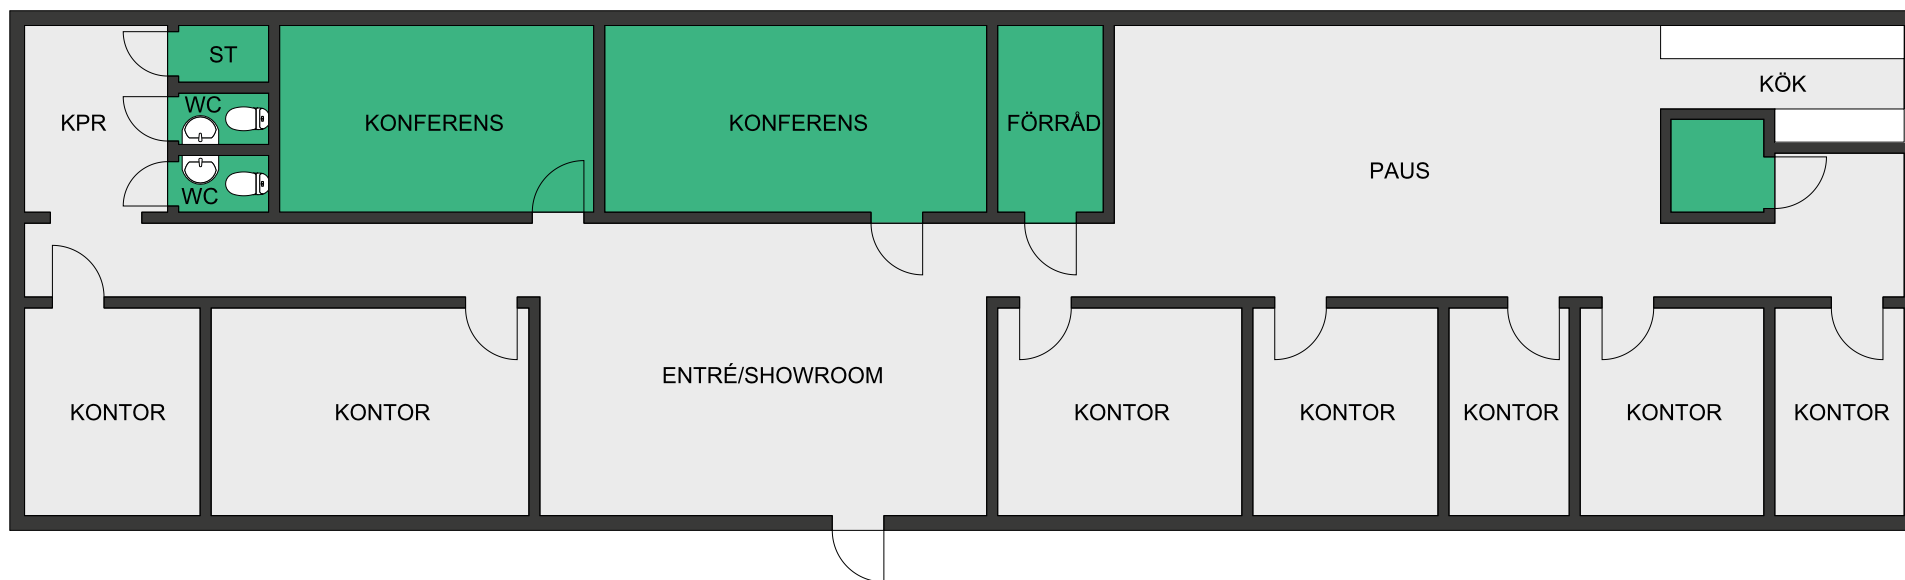 ST
WC
KPR
KONFERENS
KONFERENS
FÖRRÅD
KÖK
WC
PAUS
ENTRÉ/SHOWROOM
KONTOR
KONTOR
KONTOR
KONTOR
KONTOR
KONTOR
KONTOR